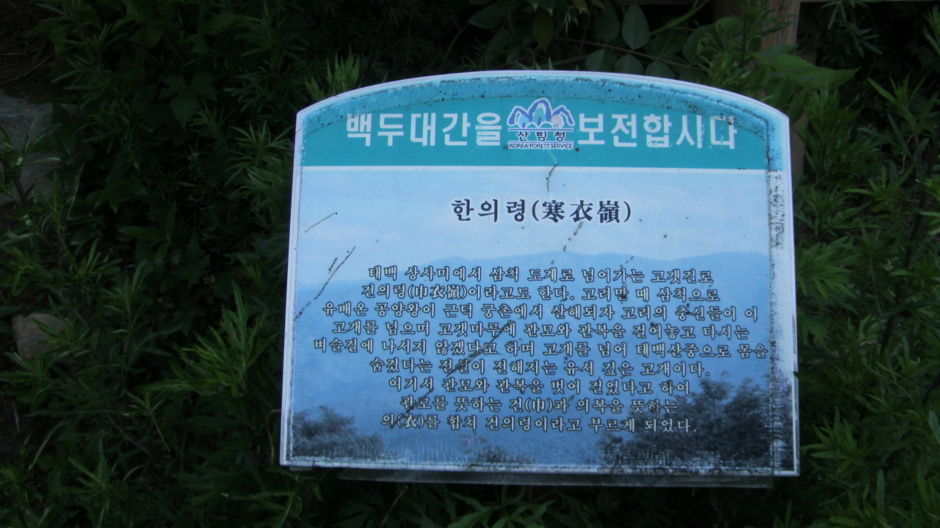 백두대간을 보전합시다
산림청
KOREA FOREST SERVICE
한의령(寒衣嶺)
태백 상사미에서 삼척 도계로 넘어가는 고갯길로
건의령(巾衣嶺)이라고도 한다. 고려말 때 삼척으로
유배온 공양왕이 근덕 궁촌에서 살해되자 고려의 충신들이 이
고개를 넘으며 고갯마루에 관모와 관복을 걸어놓고 다시는
벼슬길에 나서지 않겠다고 하며 고개를 넘어 태백산중으로 몸을
숨겼다는 전설이 전해지는 유서 깊은 고개이다.
여기서 관모와 관복을 벗어 걸었다고 하여
관모를 뜻하는 건(巾)과 의복을 뜻하는
의(衣)를 합쳐 건의령이라고 부르게 되었다.